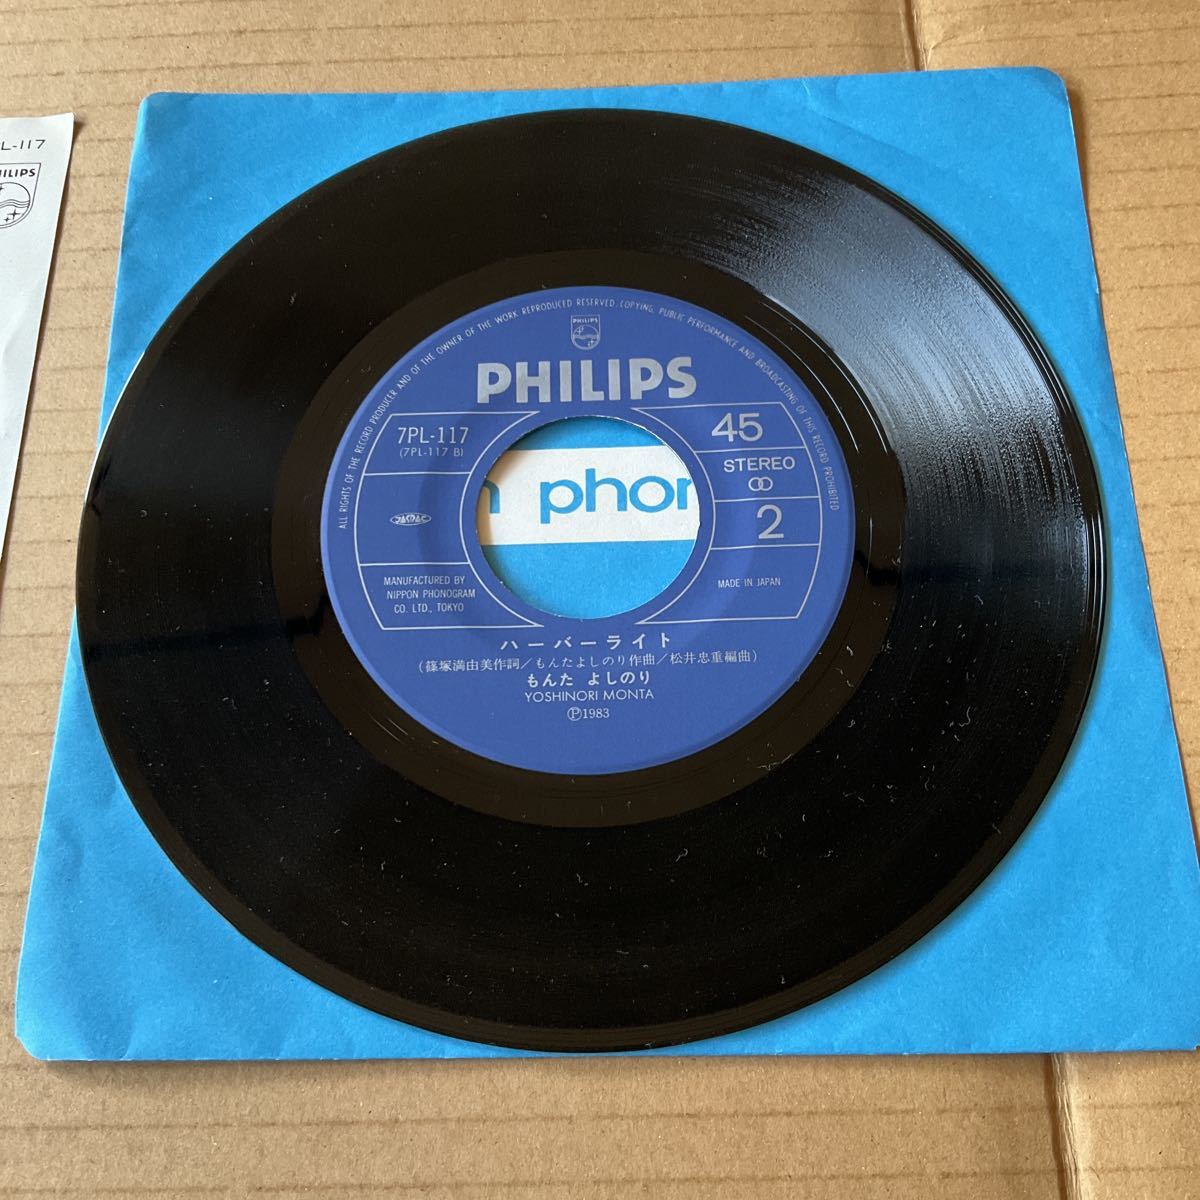 L-117
ILIPS
ALL RIGHTS OF THE RECORD PRODUCER AND OF THE OWNER OF THE WORK REPRODUCED RESERVED. COPYING, PUBLIC PERFORMANCE AND BROADCASTING OF THIS RECORD PROHIBITED
PHILIPS
PHILIPS
7PL-117
(7PL-117 B)
45
STEREO
2
JASRAC
phon
MANUFACTURED BY
NIPPON PHONOGRAM
CO. LTD., TOKYO
MADE IN JAPAN
ハーバーライト
(篠塚満由美作詞/もんたよしのり作曲/松井忠重編曲)
もんた よしのり
YOSHINORI MONTA
Ⓟ1983